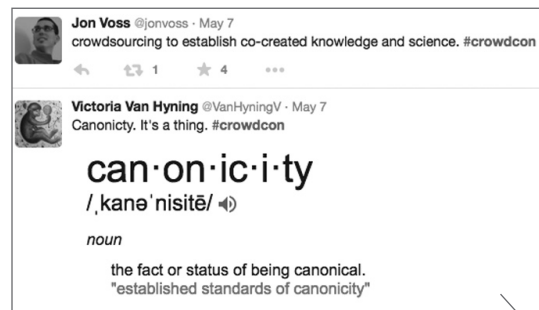 Jon Voss @jonvoss · May 7
crowdsourcing to establish co-created knowledge and science. #crowdcon
1 4
Victoria Van Hyning @VanHyningV · May 7
Canonicty. It's a thing. #crowdcon
can·on·ic·i·ty
/ˌkanəˈnisitē/
noun
the fact or status of being canonical.
"established standards of canonicity"